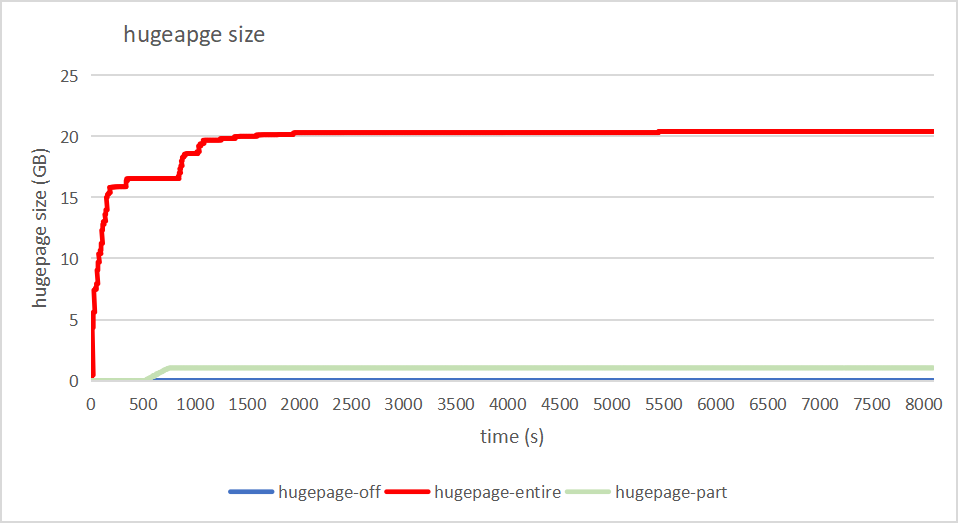 hugeapge size
25
20
15
10
5
0
hugepage size (GB)
0 500 1000 1500 2000 2500 3000 3500 4000 4500 5000 5500 6000 6500 7000 7500 8000
time (s)
hugepage-off hugepage-entire hugepage-part